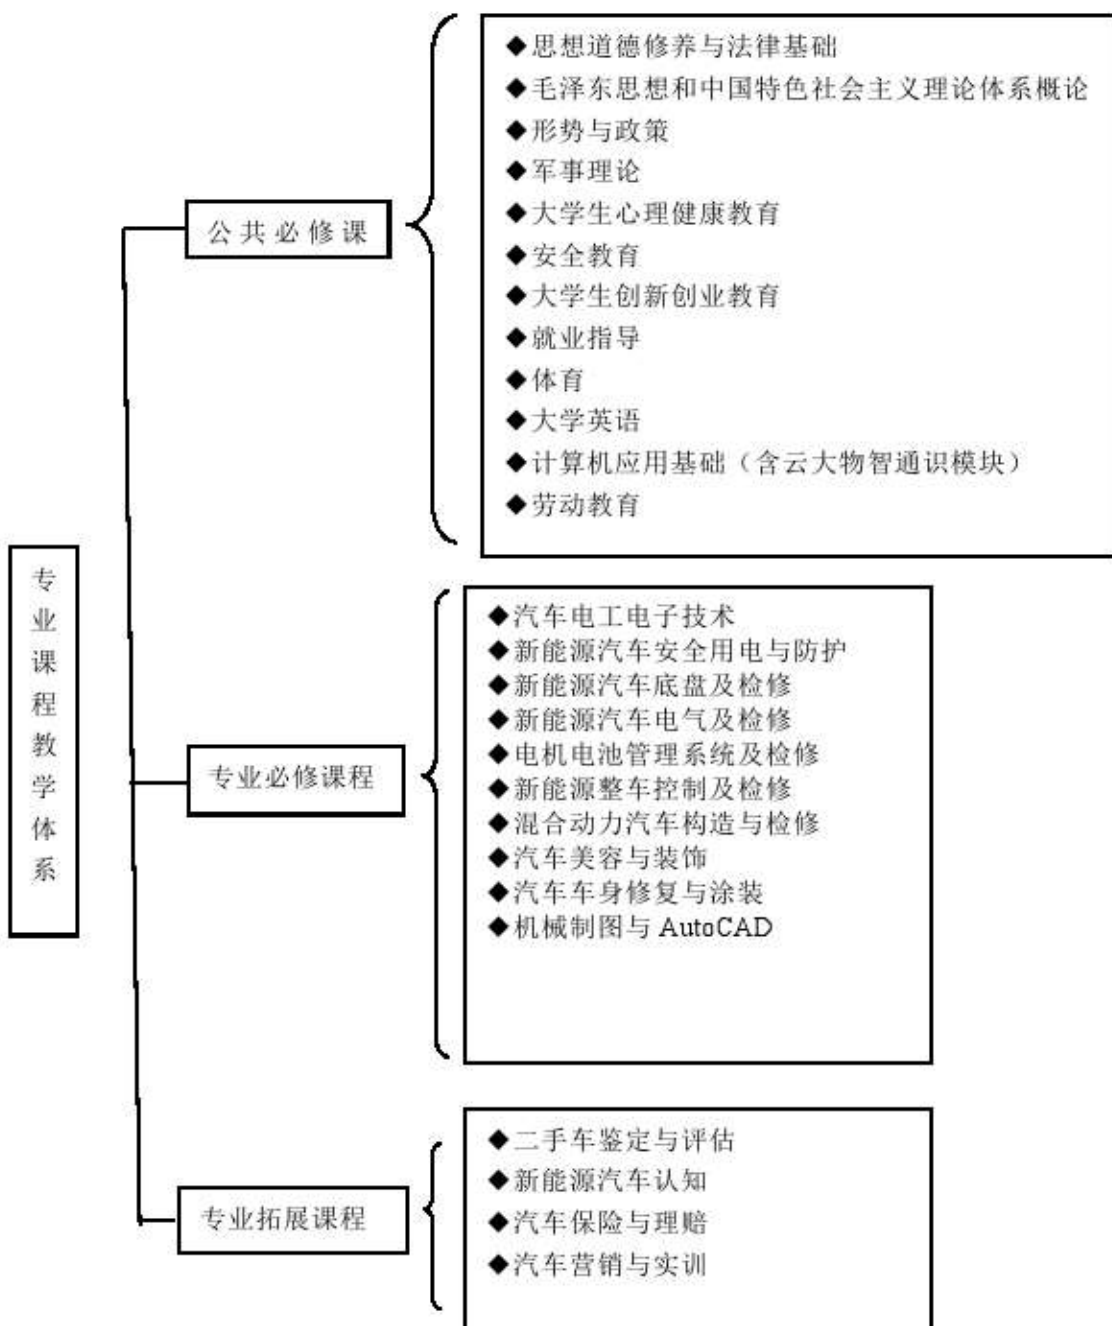 专业课程教学体系
公共必修课
◆思想道德修养与法律基础
◆毛泽东思想和中国特色社会主义理论体系概论
◆形势与政策
◆军事理论
◆大学生心理健康教育
◆安全教育
◆大学生创新创业教育
◆就业指导
◆体育
◆大学英语
◆计算机应用基础（含云大物智通识模块）
◆劳动教育
专业必修课程
◆汽车电工电子技术
◆新能源汽车安全用电与防护
◆新能源汽车底盘及检修
◆新能源汽车电气及检修
◆电机电池管理系统及检修
◆新能源整车控制及检修
◆混合动力汽车构造与检修
◆汽车美容与装饰
◆汽车车身修复与涂装
◆机械制图与 AutoCAD
专业拓展课程
◆二手车鉴定与评估
◆新能源汽车认知
◆汽车保险与理赔
◆汽车营销与实训